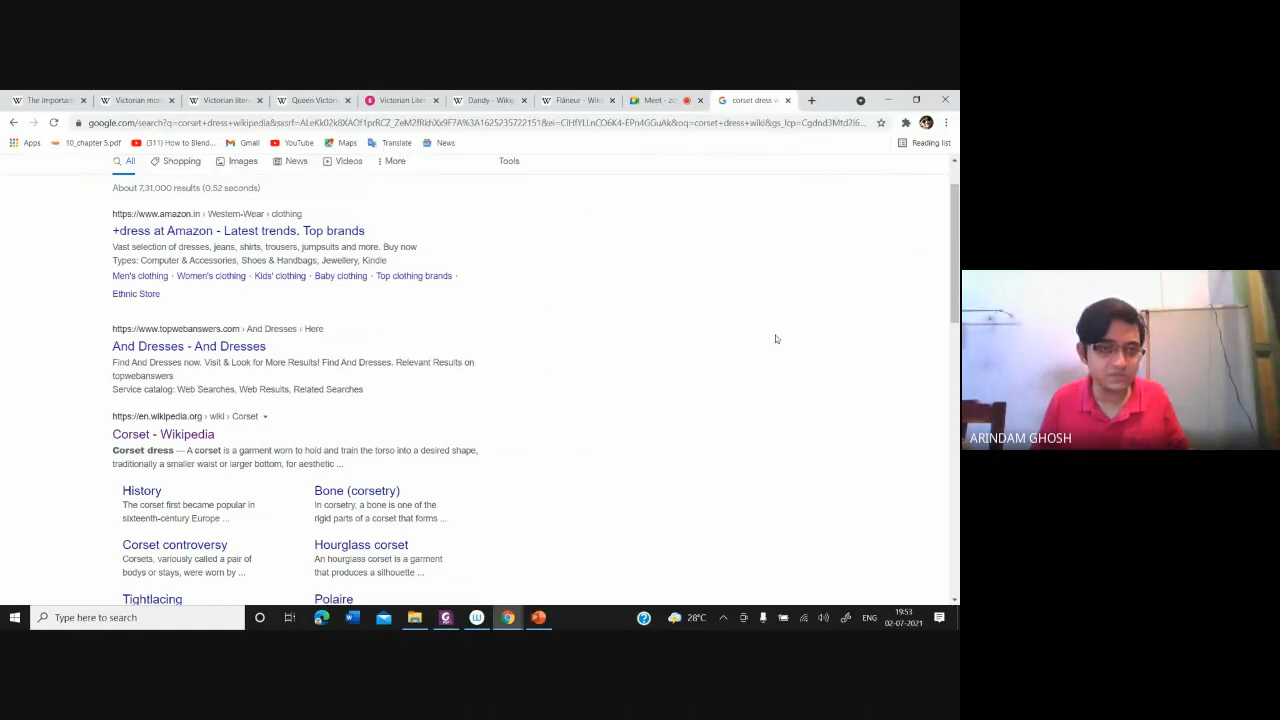 The Importan
Victorian mo
Victorian liter
Queen Victori
Victorian Liter
Dandy - Wikip
Flâneur - Wiki
Meet - zc
corset dress w
google.com/search?q=corset+dress+wikipedia&sxsrf=
Apps
10_chapter 5.pdf
(311) How to Blend...
Gmail
YouTube
Maps
Translate
News
Reading list
All
Shopping
Images
News
Videos
More
Tools
About 7,31,000 results (0.52 seconds)
https://www.amazon.in › Western-Wear › clothing
+dress at Amazon - Latest trends. Top brands
Vast selection of dresses, jeans, shirts, trousers, jumpsuits and more. Buy now
Types: Computer & Accessories, Shoes & Handbags, Jewellery, Kindle
Men's clothing · Women's clothing · Kids' clothing · Baby clothing · Top clothing brands ·
Ethnic Store
https://www.topwebanswers.com › And Dresses › Here
And Dresses - And Dresses
Find And Dresses now. Visit & Look for More Results! Find And Dresses. Relevant Results on
topwebanswers
Service catalog: Web Searches, Web Results, Related Searches
https://en.wikipedia.org › wiki › Corset
Corset - Wikipedia
Corset dress — A corset is a garment worn to hold and train the torso into a desired shape,
traditionally a smaller waist or larger bottom, for aesthetic ...
History
The corset first became popular in
sixteenth-century Europe ...
Bone (corsetry)
In corsetry, a bone is one of the
rigid parts of a corset that forms ...
Corset controversy
Corsets, variously called a pair of
bodys or stays, were worn by ...
Hourglass corset
An hourglass corset is a garment
that produces a silhouette ...
Tightlacing
Polaire
ARINDAM GHOSH
Type here to search
28°C
ENG
19:53
02-07-2021